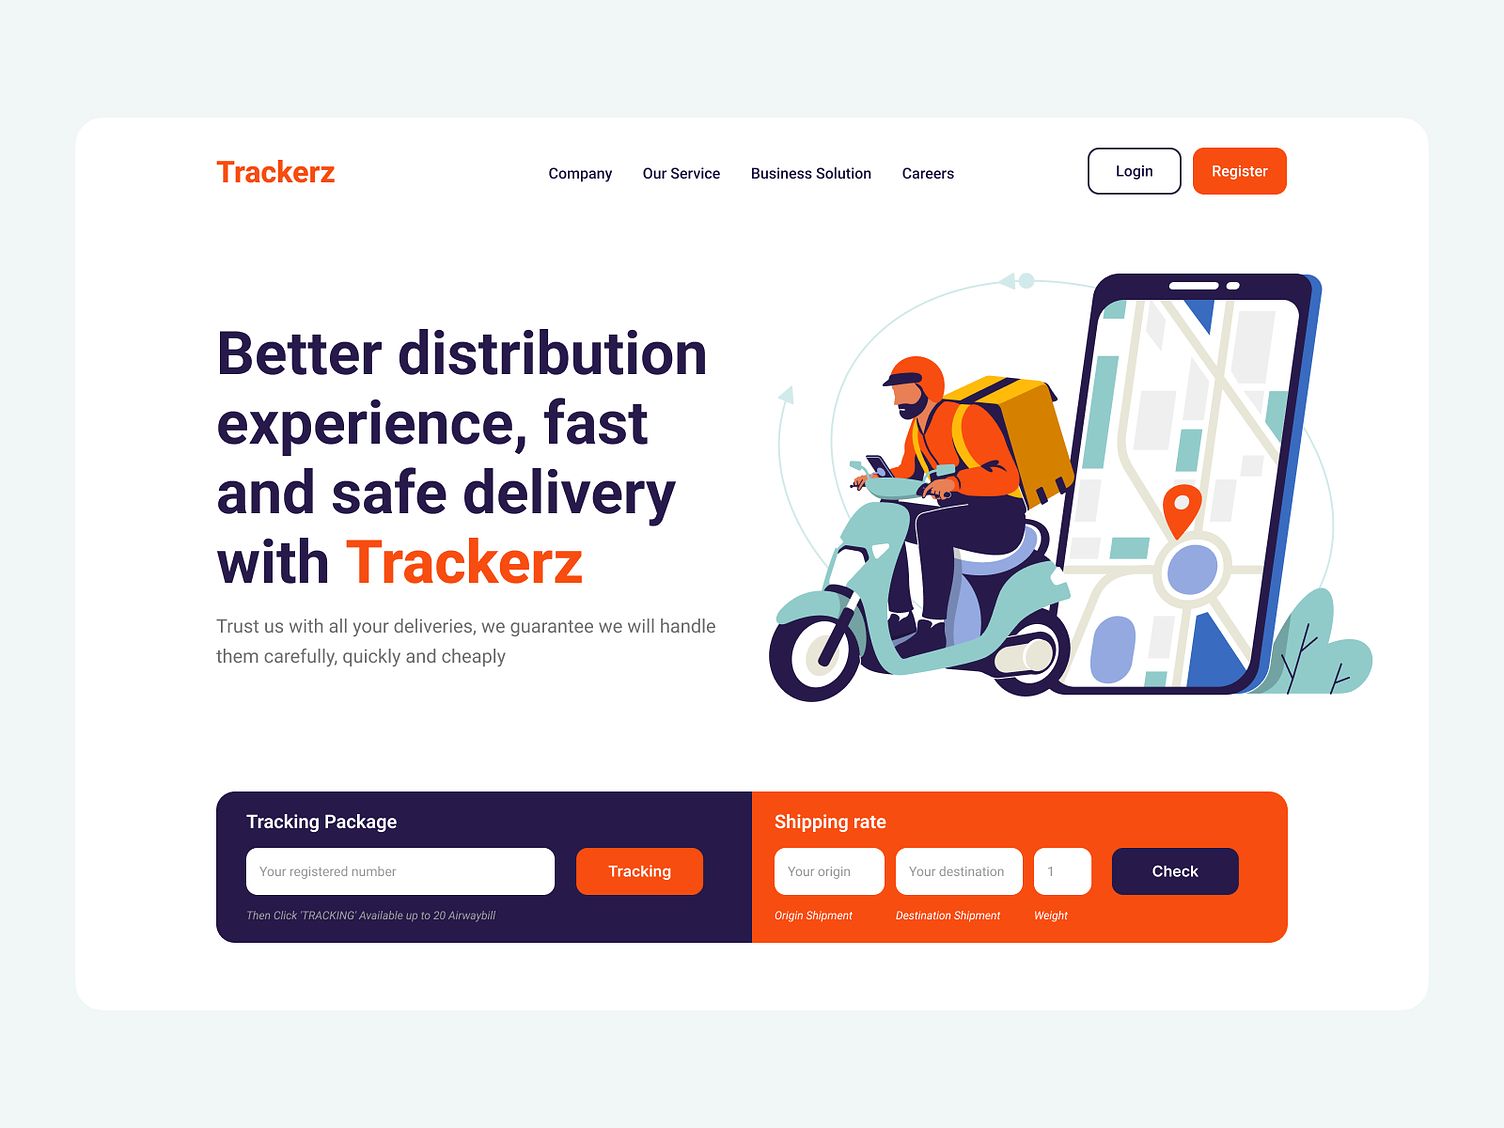 Trackerz
Company Our Service Business Solution Careers
Login Register
Better distribution
experience, fast
and safe delivery
with Trackerz
Trust us with all your deliveries, we guarantee we will handle
them carefully, quickly and cheaply
Tracking Package
Your registered number
Tracking
Then Click 'TRACKING' Available up to 20 Airwaybill
Shipping rate
Your origin Your destination 1
Check
Origin Shipment Destination Shipment Weight